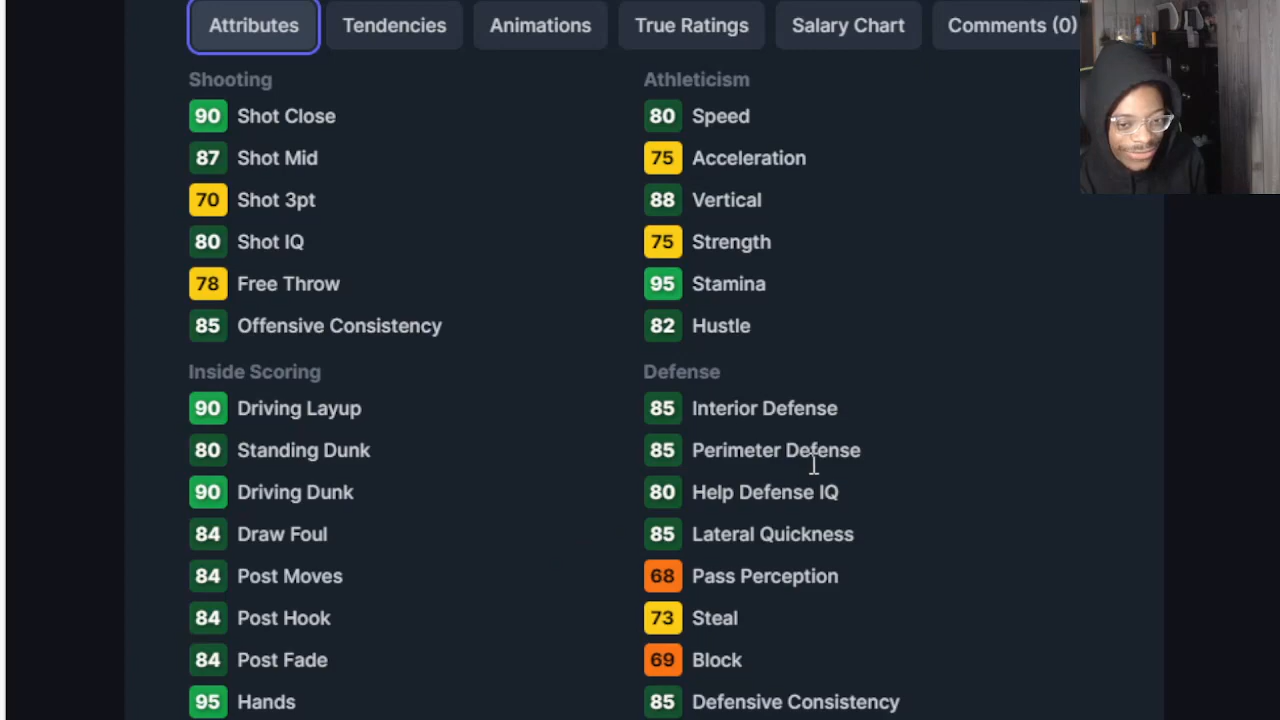 Attributes
Tendencies
Animations
True Ratings
Salary Chart
Comments (0)
Shooting
90 Shot Close
87 Shot Mid
70 Shot 3pt
80 Shot IQ
78 Free Throw
85 Offensive Consistency
Inside Scoring
90 Driving Layup
80 Standing Dunk
90 Driving Dunk
84 Draw Foul
84 Post Moves
84 Post Hook
84 Post Fade
95 Hands
Athleticism
80 Speed
75 Acceleration
88 Vertical
75 Strength
95 Stamina
82 Hustle
Defense
85 Interior Defense
85 Perimeter Defense
80 Help Defense IQ
85 Lateral Quickness
68 Pass Perception
73 Steal
69 Block
85 Defensive Consistency